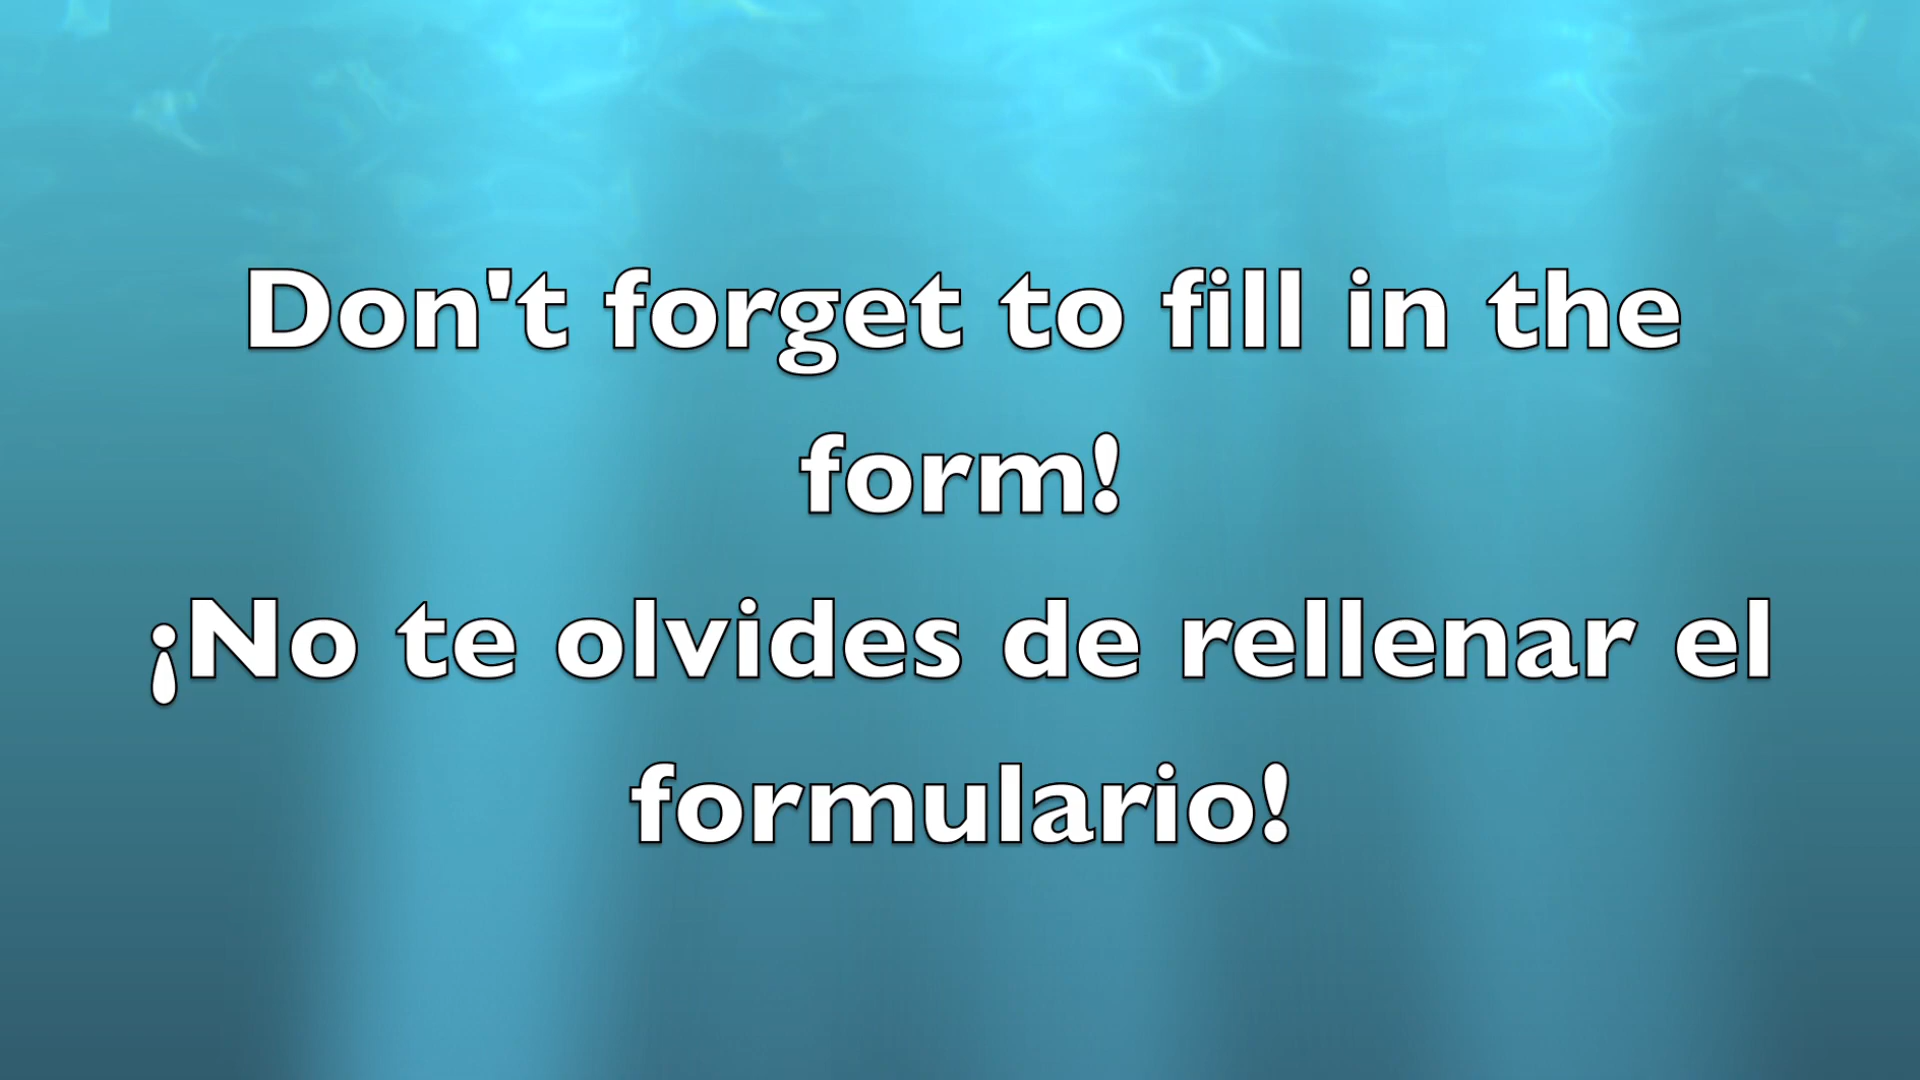 Don't forget to fill in the
form!
¡No te olvides de rellenar el
formulario!